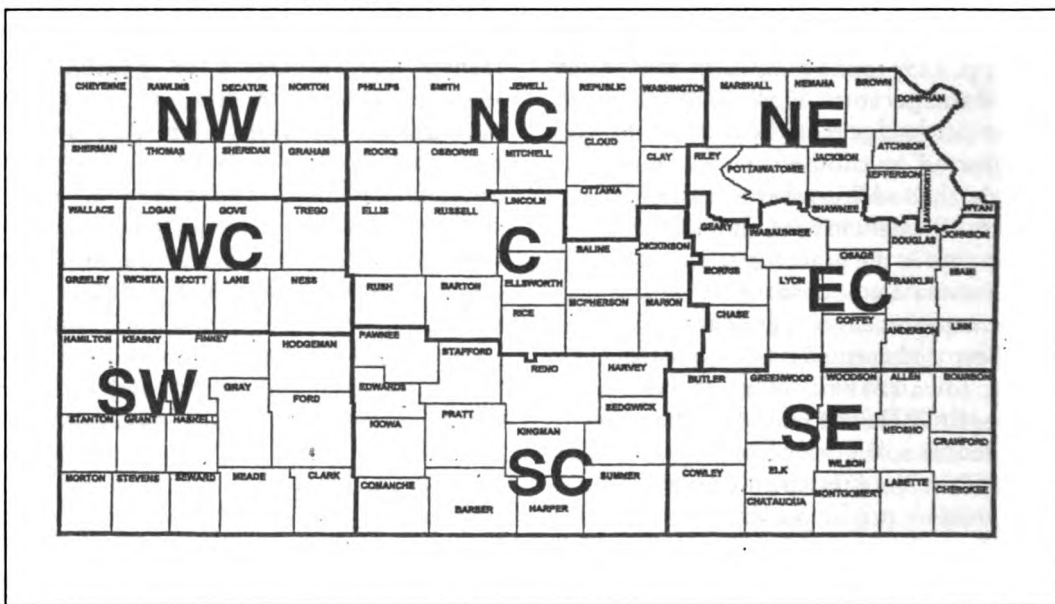 CHEYENNE RAWLINS DECATUR NORTON PHILLIPS SMITH JEWELL REPUBLIC WASHINGTON MARSHALL NEMAHA BROWN
DONIPHAN
NW NC NE
SHERMAN THOMAS SHERIDAN GRAHAM ROOKS OSBORNE MITCHELL CLOUD CLAY RILEY POTTAWATOMIE JACKSON ATCHISON
JEFFERSON LEAVENWORTH
OTTAWA
WALLACE LOGAN GOVE TREGO ELLIS RUSSELL LINCOLN SHAWNEE WYAN
GEARY WABAUNSEE DOUGLAS JOHNSON
WC C EC
SALINE DICKINSON OSAGE
GREELEY WICHITA SCOTT LANE NESS RUSH BARTON ELLSWORTH MORRIS LYON FRANKLIN MIAMI
RICE MCPHERSON MARION CHASE COFFEY ANDERSON LINN
HAMILTON KEARNY FINNEY HODGEMAN PAWNEE STAFFORD RENO HARVEY BUTLER GREENWOOD WOODSON ALLEN BOURBON
SW SC SE
GRAY EDWARDS FORD
STANTON GRANT HASKELL KIOWA PRATT KINGMAN SEDGWICK NEOSHO CRAWFORD
WILSON
MORTON STEVENS SEWARD MEADE CLARK COMANCHE BARBER HARPER SUMNER COWLEY ELK CHATAUQUA MONTGOMERY LABETTE CHEROKEE